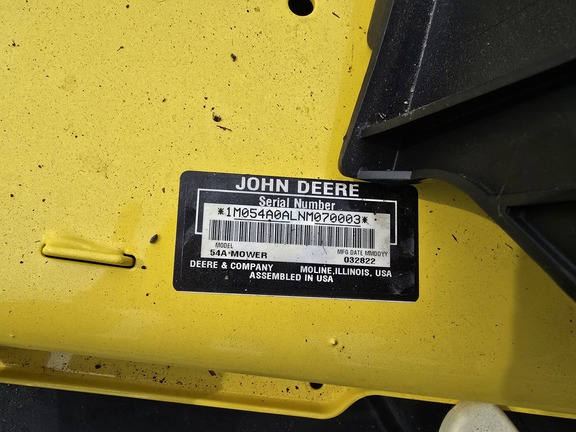 JOHN DEERE
Serial Number
*1M054A0ALNM070003*
MODEL MFG DATE MMDDYY
54A-MOWER 032822
DEERE & COMPANY MOLINE, ILLINOIS, USA
ASSEMBLED IN USA